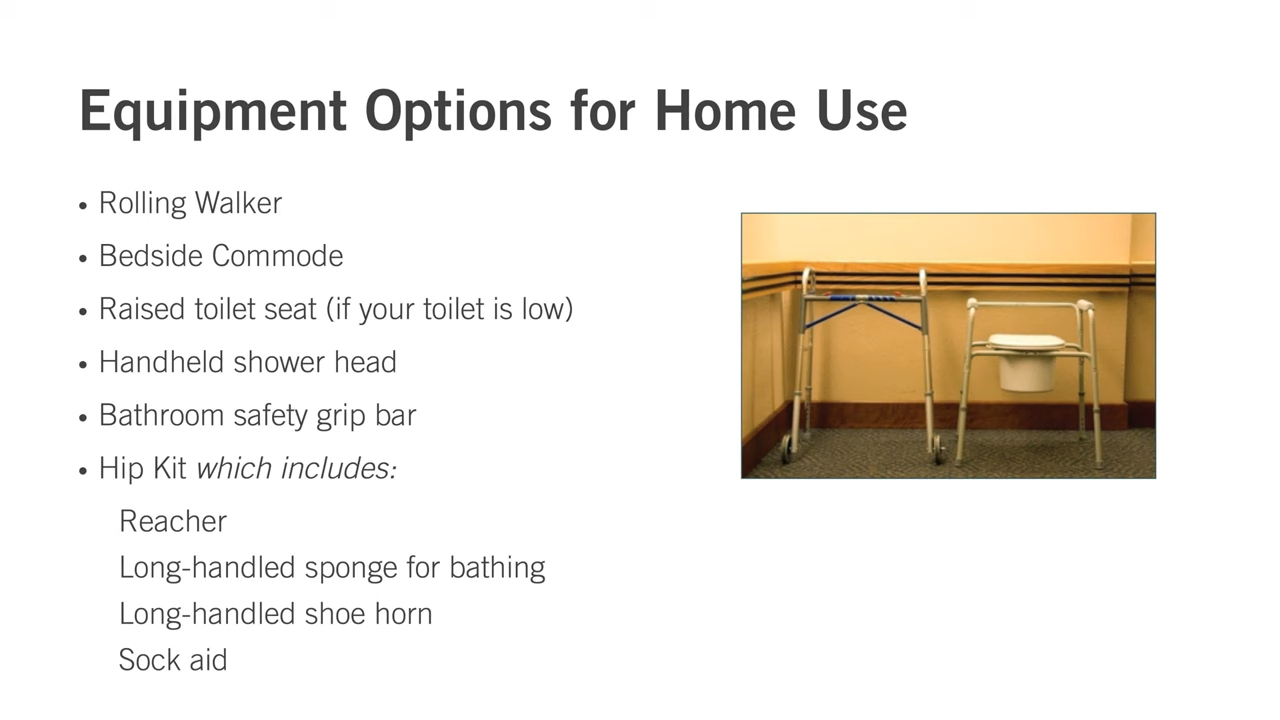 Equipment Options for Home Use
• Rolling Walker
• Bedside Commode
• Raised toilet seat (if your toilet is low)
• Handheld shower head
• Bathroom safety grip bar
• Hip Kit which includes:
Reacher
Long-handled sponge for bathing
Long-handled shoe horn
Sock aid